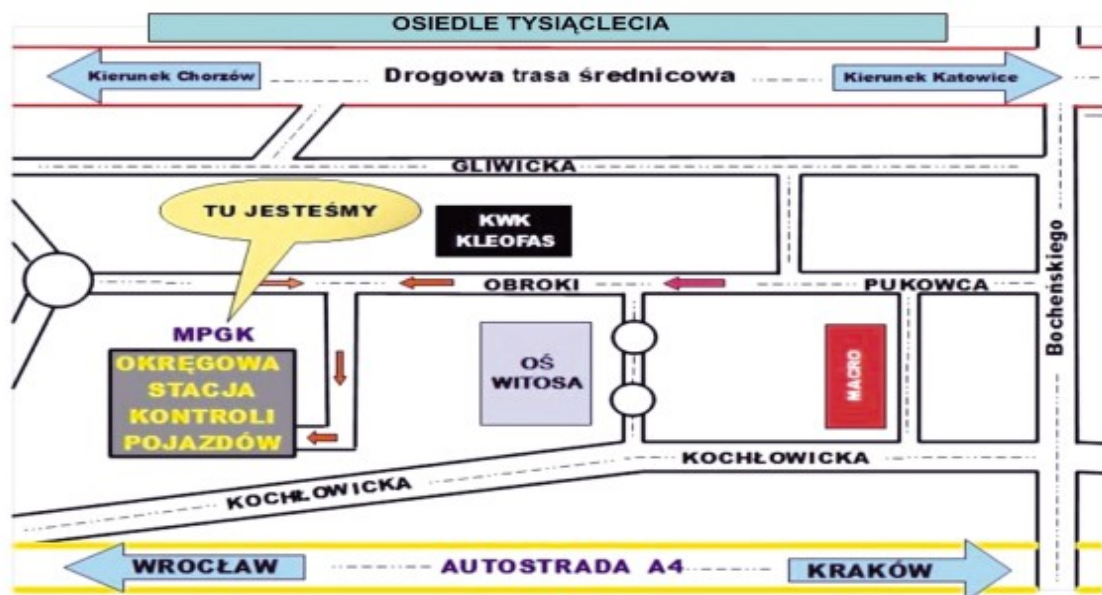 OSIEDLE TYSIĄCLECIA
Kierunek Chorzów
Drogowa trasa średnicowa
Kierunek Katowice
GLIWICKA
TU JESTEŚMY
KWK
KLEOFAS
Bocheńskiego
OBROKI
PUKOWCA
MPGK
OKRĘGOWA
STACJA
KONTROLI
POJAZDÓW
OŚ
WITOSA
MACRO
KOCHŁOWICKA
KOCHŁOWICKA
WROCŁAW
AUTOSTRADA A4
KRAKÓW